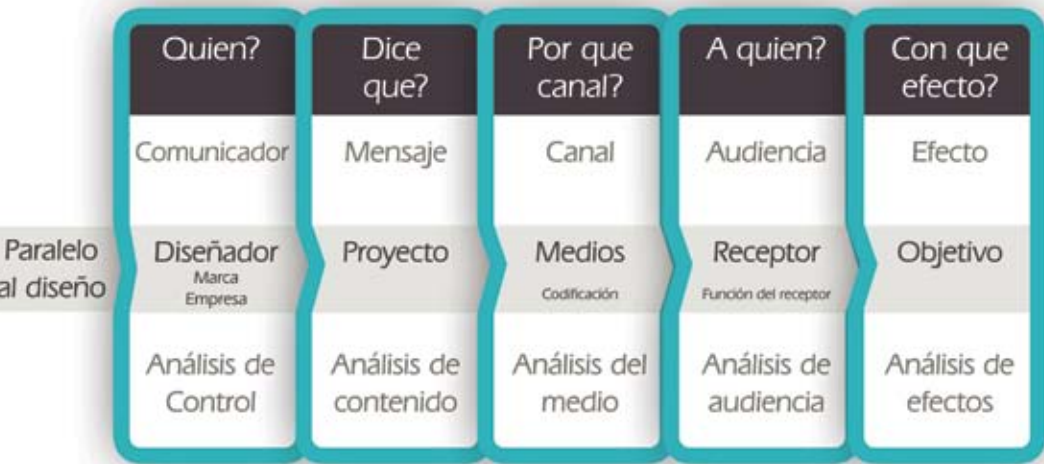 Quien?
Dice
que?
Por que
canal?
A quien?
Con que
efecto?
Comunicador
Mensaje
Canal
Audiencia
Efecto
Paralelo
al diseño
Diseñador
Marca
Empresa
Proyecto
Medios
Codificación
Receptor
Función del receptor
Objetivo
Análisis de
Control
Análisis de
contenido
Análisis del
medio
Análisis de
audiencia
Análisis de
efectos